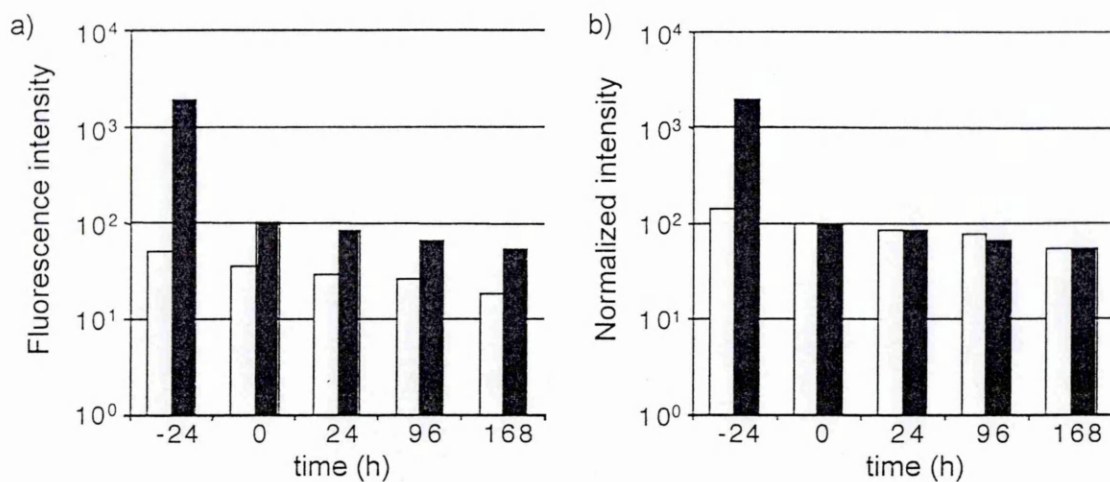 a)
Fluorescence intensity
10⁴
10³
10²
10¹
10⁰
-24 0 24 96 168
time (h)
b)
Normalized intensity
10⁴
10³
10²
10¹
10⁰
-24 0 24 96 168
time (h)